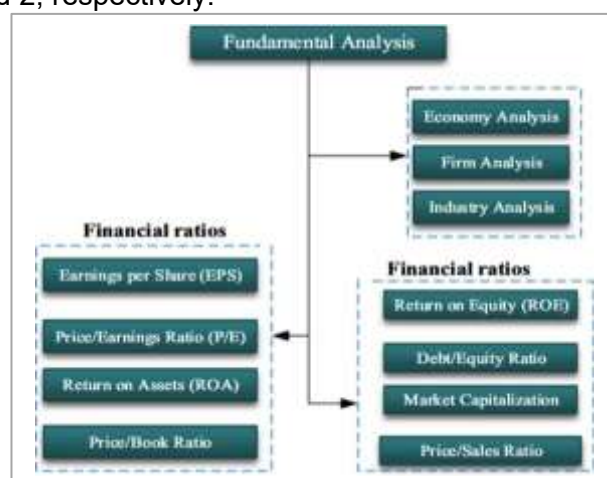 d 2, respectively.
Fundamental Analysis
Economy Analysis
Firm Analysis
Industry Analysis
Financial ratios
Earnings per Share (EPS)
Price/Earnings Ratio (P/E)
Return on Assets (ROA)
Price/Book Ratio
Financial ratios
Return on Equity (ROE)
Debt/Equity Ratio
Market Capitalization
Price/Sales Ratio